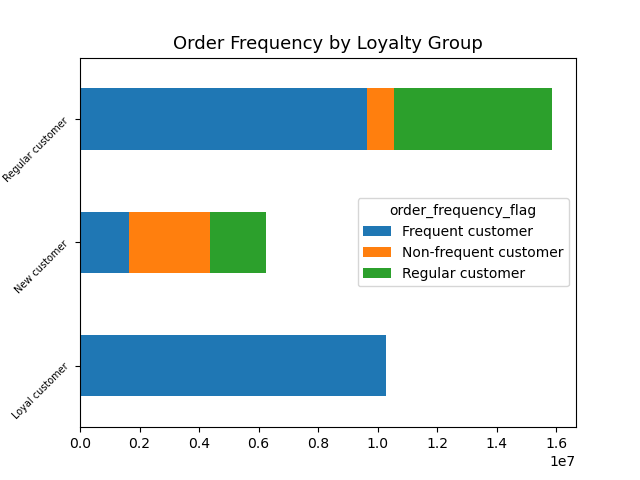 Order Frequency by Loyalty Group
Regular customer
New customer
Loyal customer
order_frequency_flag
Frequent customer
Non-frequent customer
Regular customer
0.0 0.2 0.4 0.6 0.8 1.0 1.2 1.4 1.6
1e7